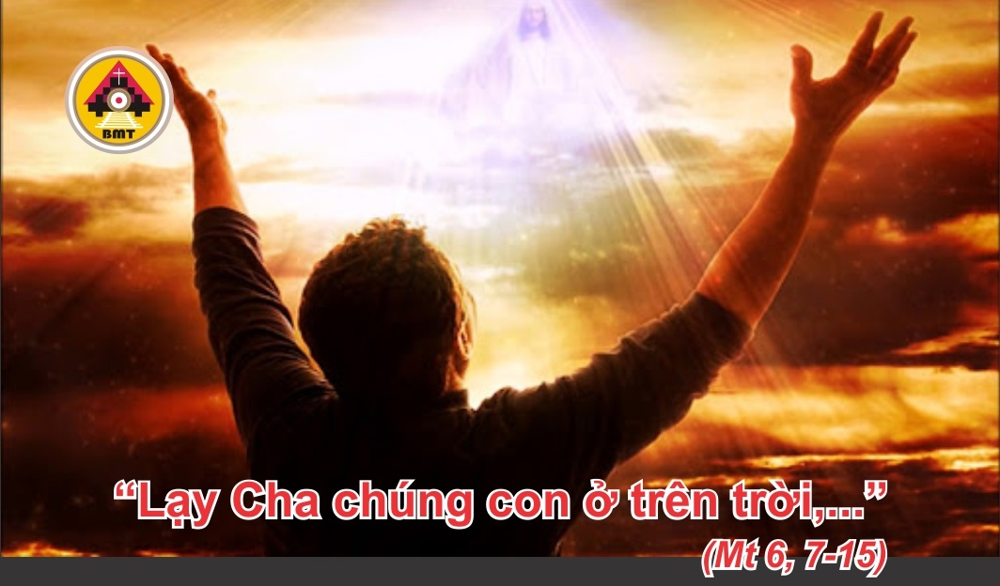 BMT
“Lạy Cha chúng con ở trên trời,...”
(Mt 6, 7-15)